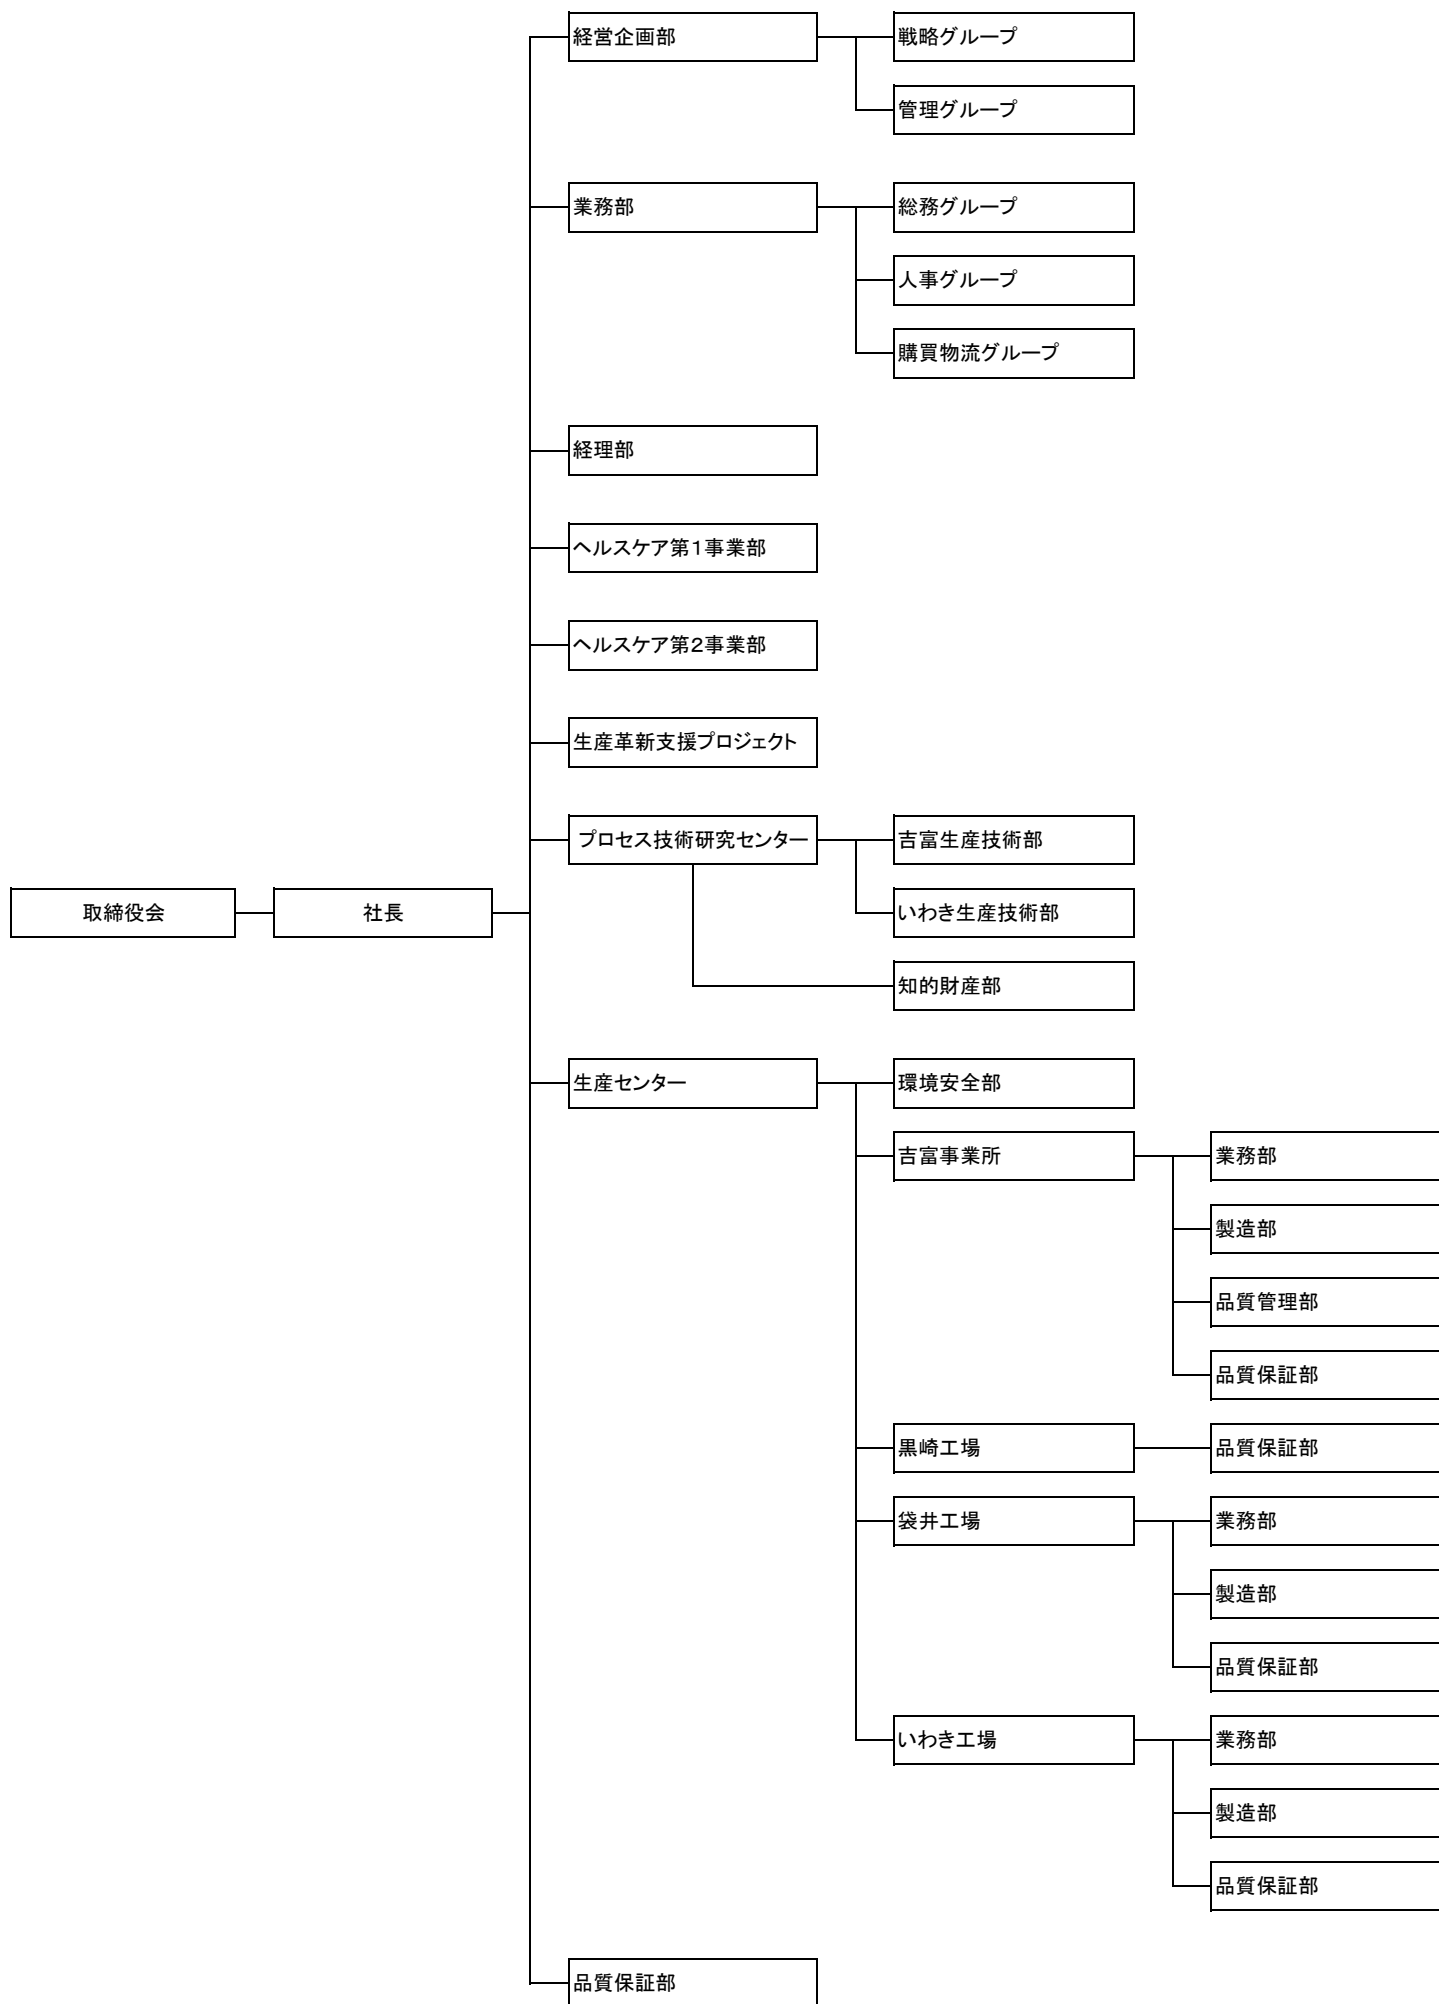 経営企画部
戦略グループ
管理グループ
業務部
総務グループ
人事グループ
購買物流グループ
経理部
ヘルスケア第1事業部
ヘルスケア第2事業部
生産革新支援プロジェクト
プロセス技術研究センター
吉富生産技術部
取締役会
社長
いわき生産技術部
知的財産部
生産センター
環境安全部
吉富事業所
業務部
製造部
品質管理部
品質保証部
黒崎工場
品質保証部
袋井工場
業務部
製造部
品質保証部
いわき工場
業務部
製造部
品質保証部
品質保証部